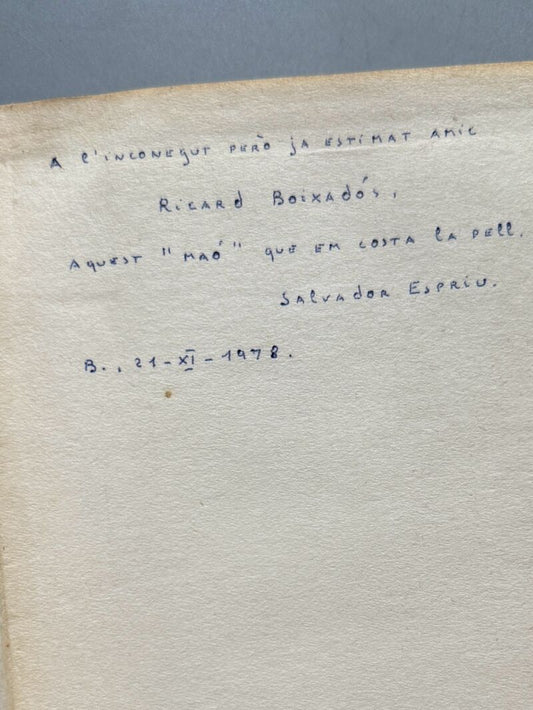 A l'inconegut però ja estimat amic
Ricard Boixadós,
aquest "maó" que em costa la pell.
Salvador Espriu.
B., 21-XI-1978.